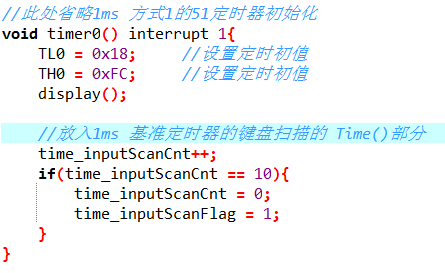 //此处省略1ms 方式1的51定时器初始化
void timer0() interrupt 1{
    TL0 = 0x18;     //设置定时初值
    TH0 = 0xFC;     //设置定时初值
    display();

    //放入1ms 基准定时器的键盘扫描的 Time()部分
    time_inputScanCnt++;
    if(time_inputScanCnt == 10){
        time_inputScanCnt = 0;
        time_inputScanFlag = 1;
    }
}